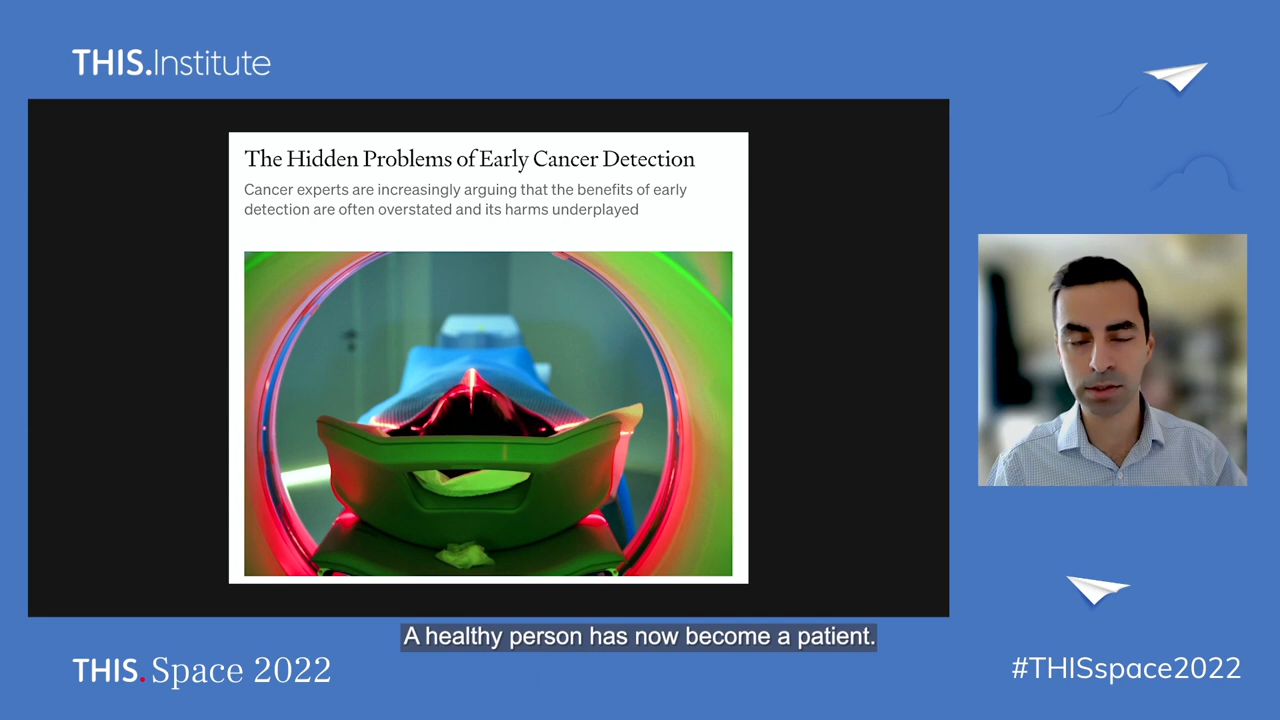 THIS.Institute
The Hidden Problems of Early Cancer Detection
Cancer experts are increasingly arguing that the benefits of early
detection are often overstated and its harms underplayed
A healthy person has now become a patient.
THIS.Space 2022
#THISspace2022